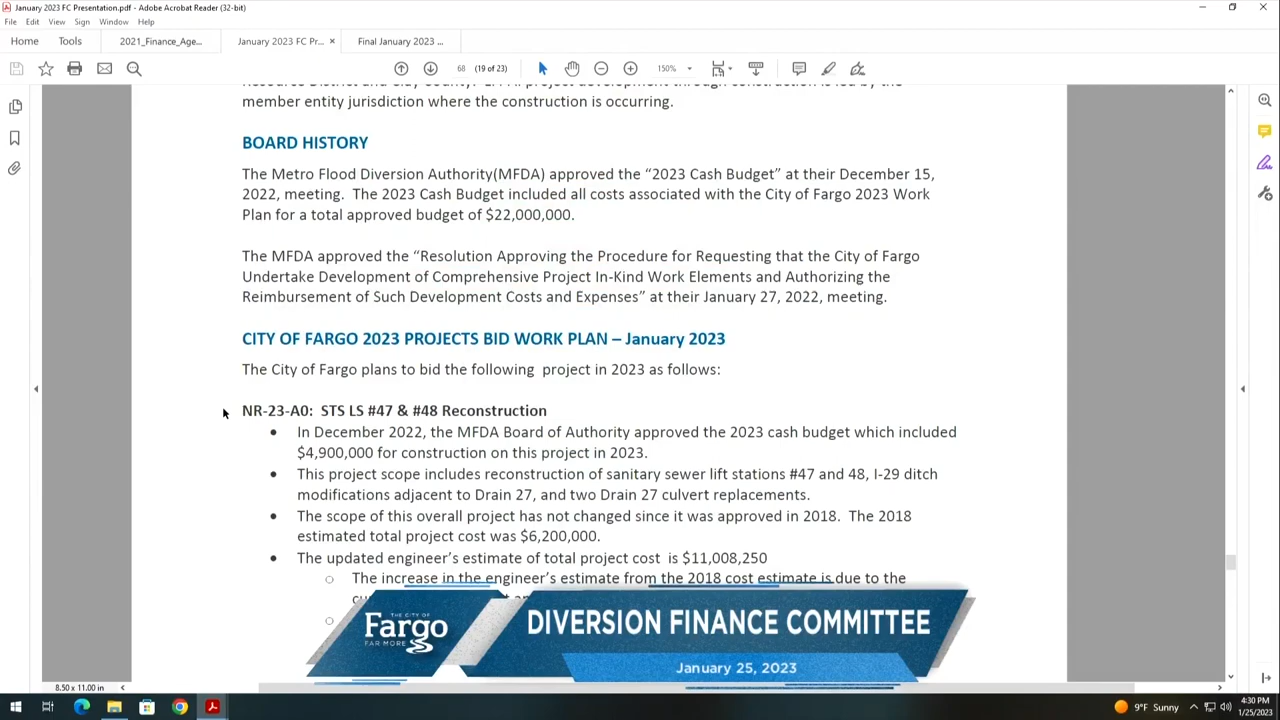 January 2023 FC Presentation.pdf - Adobe Acrobat Reader (32-bit)
File Edit View Sign Window Help
Home Tools 2021_Finance_Age... January 2023 FC Pr... × Final January 2023 ...
68 (19 of 23) 150%
member entity jurisdiction where the construction is occurring.
BOARD HISTORY
The Metro Flood Diversion Authority(MFDA) approved the “2023 Cash Budget” at their December 15,
2022, meeting. The 2023 Cash Budget included all costs associated with the City of Fargo 2023 Work
Plan for a total approved budget of $22,000,000.
The MFDA approved the “Resolution Approving the Procedure for Requesting that the City of Fargo
Undertake Development of Comprehensive Project In-Kind Work Elements and Authorizing the
Reimbursement of Such Development Costs and Expenses” at their January 27, 2022, meeting.
CITY OF FARGO 2023 PROJECTS BID WORK PLAN – January 2023
The City of Fargo plans to bid the following project in 2023 as follows:
NR-23-A0: STS LS #47 & #48 Reconstruction
• In December 2022, the MFDA Board of Authority approved the 2023 cash budget which included
$4,900,000 for construction on this project in 2023.
• This project scope includes reconstruction of sanitary sewer lift stations #47 and 48, I-29 ditch
modifications adjacent to Drain 27, and two Drain 27 culvert replacements.
• The scope of this overall project has not changed since it was approved in 2018. The 2018
estimated total project cost was $6,200,000.
• The updated engineer’s estimate of total project cost is $11,008,250
○ The increase in the engineer’s estimate from the 2018 cost estimate is due to the
THE CITY OF
Fargo
FAR MORE
DIVERSION FINANCE COMMITTEE
January 25, 2023
8.50 x 11.00 in
9°F Sunny
4:30 PM
1/25/2023